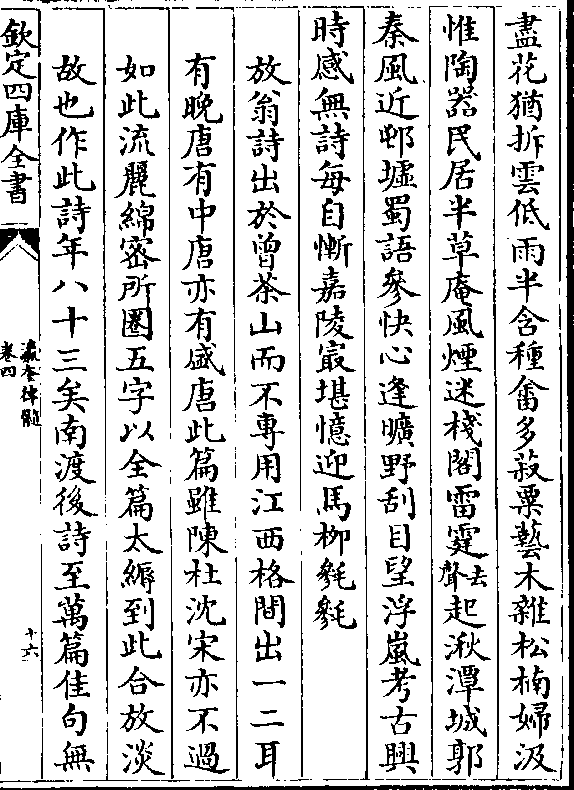 盡花猶拆雲低雨半含種畬多菽粟藝木雜松楠婦汲
惟陶器民居半草庵風煙迷棧閣雷霆去聲起湫潭城郭
秦風近郫墟蜀語參快心逢曠野刮目望浮嵐考古興
時感無詩每自慚嘉陵最堪憶迎馬柳毿毿
放翁詩出於曾茶山而不專用江西格間出一二耳
有晚唐有中唐亦有盛唐此篇雖陳杜沈宋亦不過
如此流麗綿密所圈五字以全篇太縟到此合放淡
故也作此詩年八十三矣南渡後詩至萬篇佳句無
欽定四庫全書
瀛奎律髓
卷四
十六